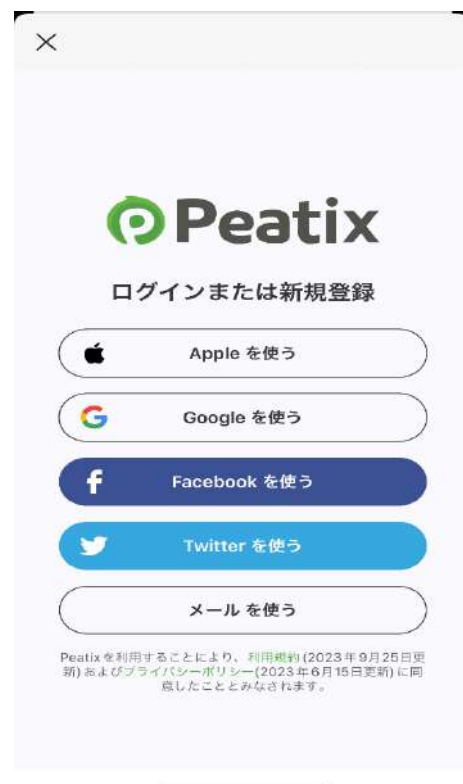 Peatix
ログインまたは新規登録
Apple を使う
Google を使う
Facebook を使う
Twitter を使う
メール を使う
Peatixを利用することにより、利用規約 (2023年9月25日更
新) およびプライバシーポリシー(2023年6月15日更新) に同
意したこととみなされます。